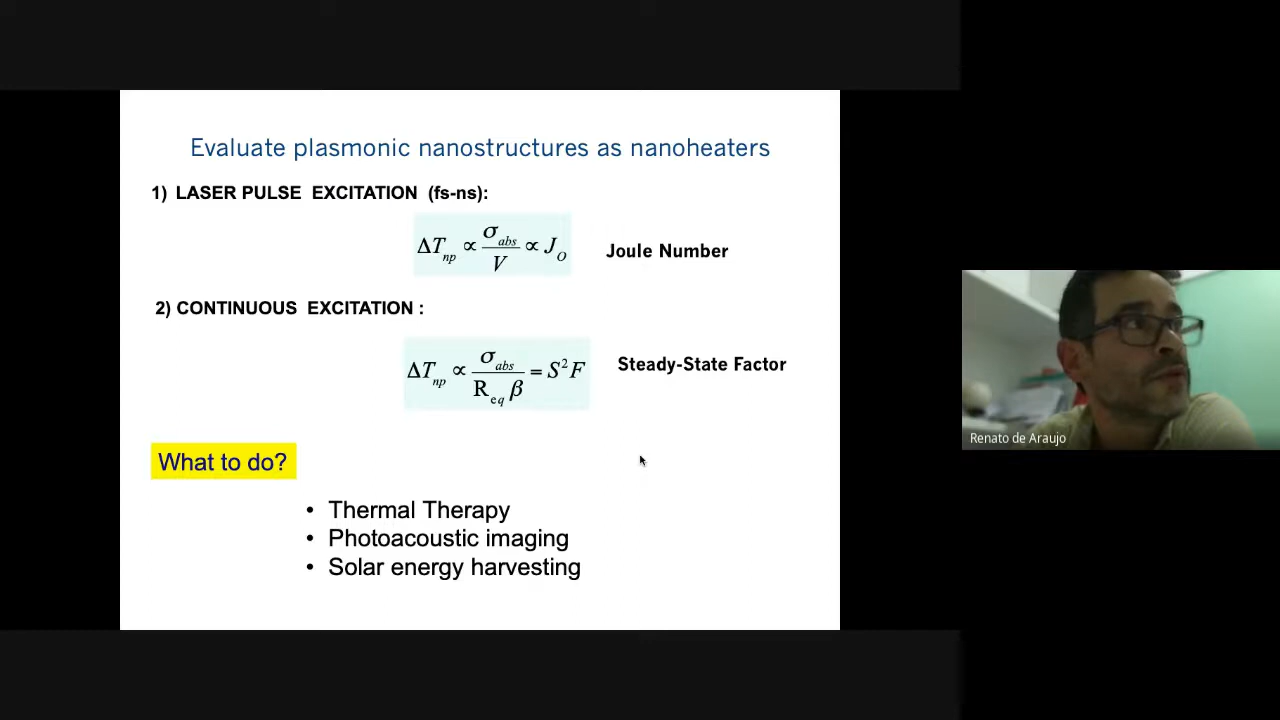 Evaluate plasmonic nanostructures as nanoheaters
1) LASER PULSE EXCITATION (fs-ns):
ΔT_np ∝ σ_abs / V ∝ J_O
Joule Number
2) CONTINUOUS EXCITATION :
ΔT_np ∝ σ_abs / (R_eq β) = S² F
Steady-State Factor
What to do?
• Thermal Therapy
• Photoacoustic imaging
• Solar energy harvesting
Renato de Araujo